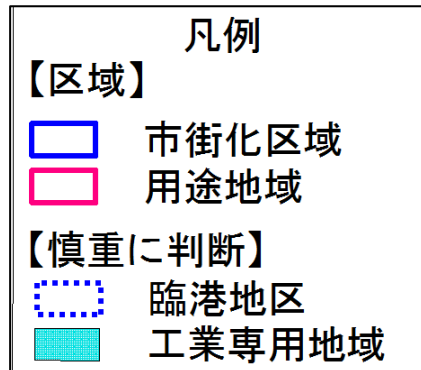 凡例
【区域】
市街化区域
用途地域
【慎重に判断】
臨港地区
工業専用地域